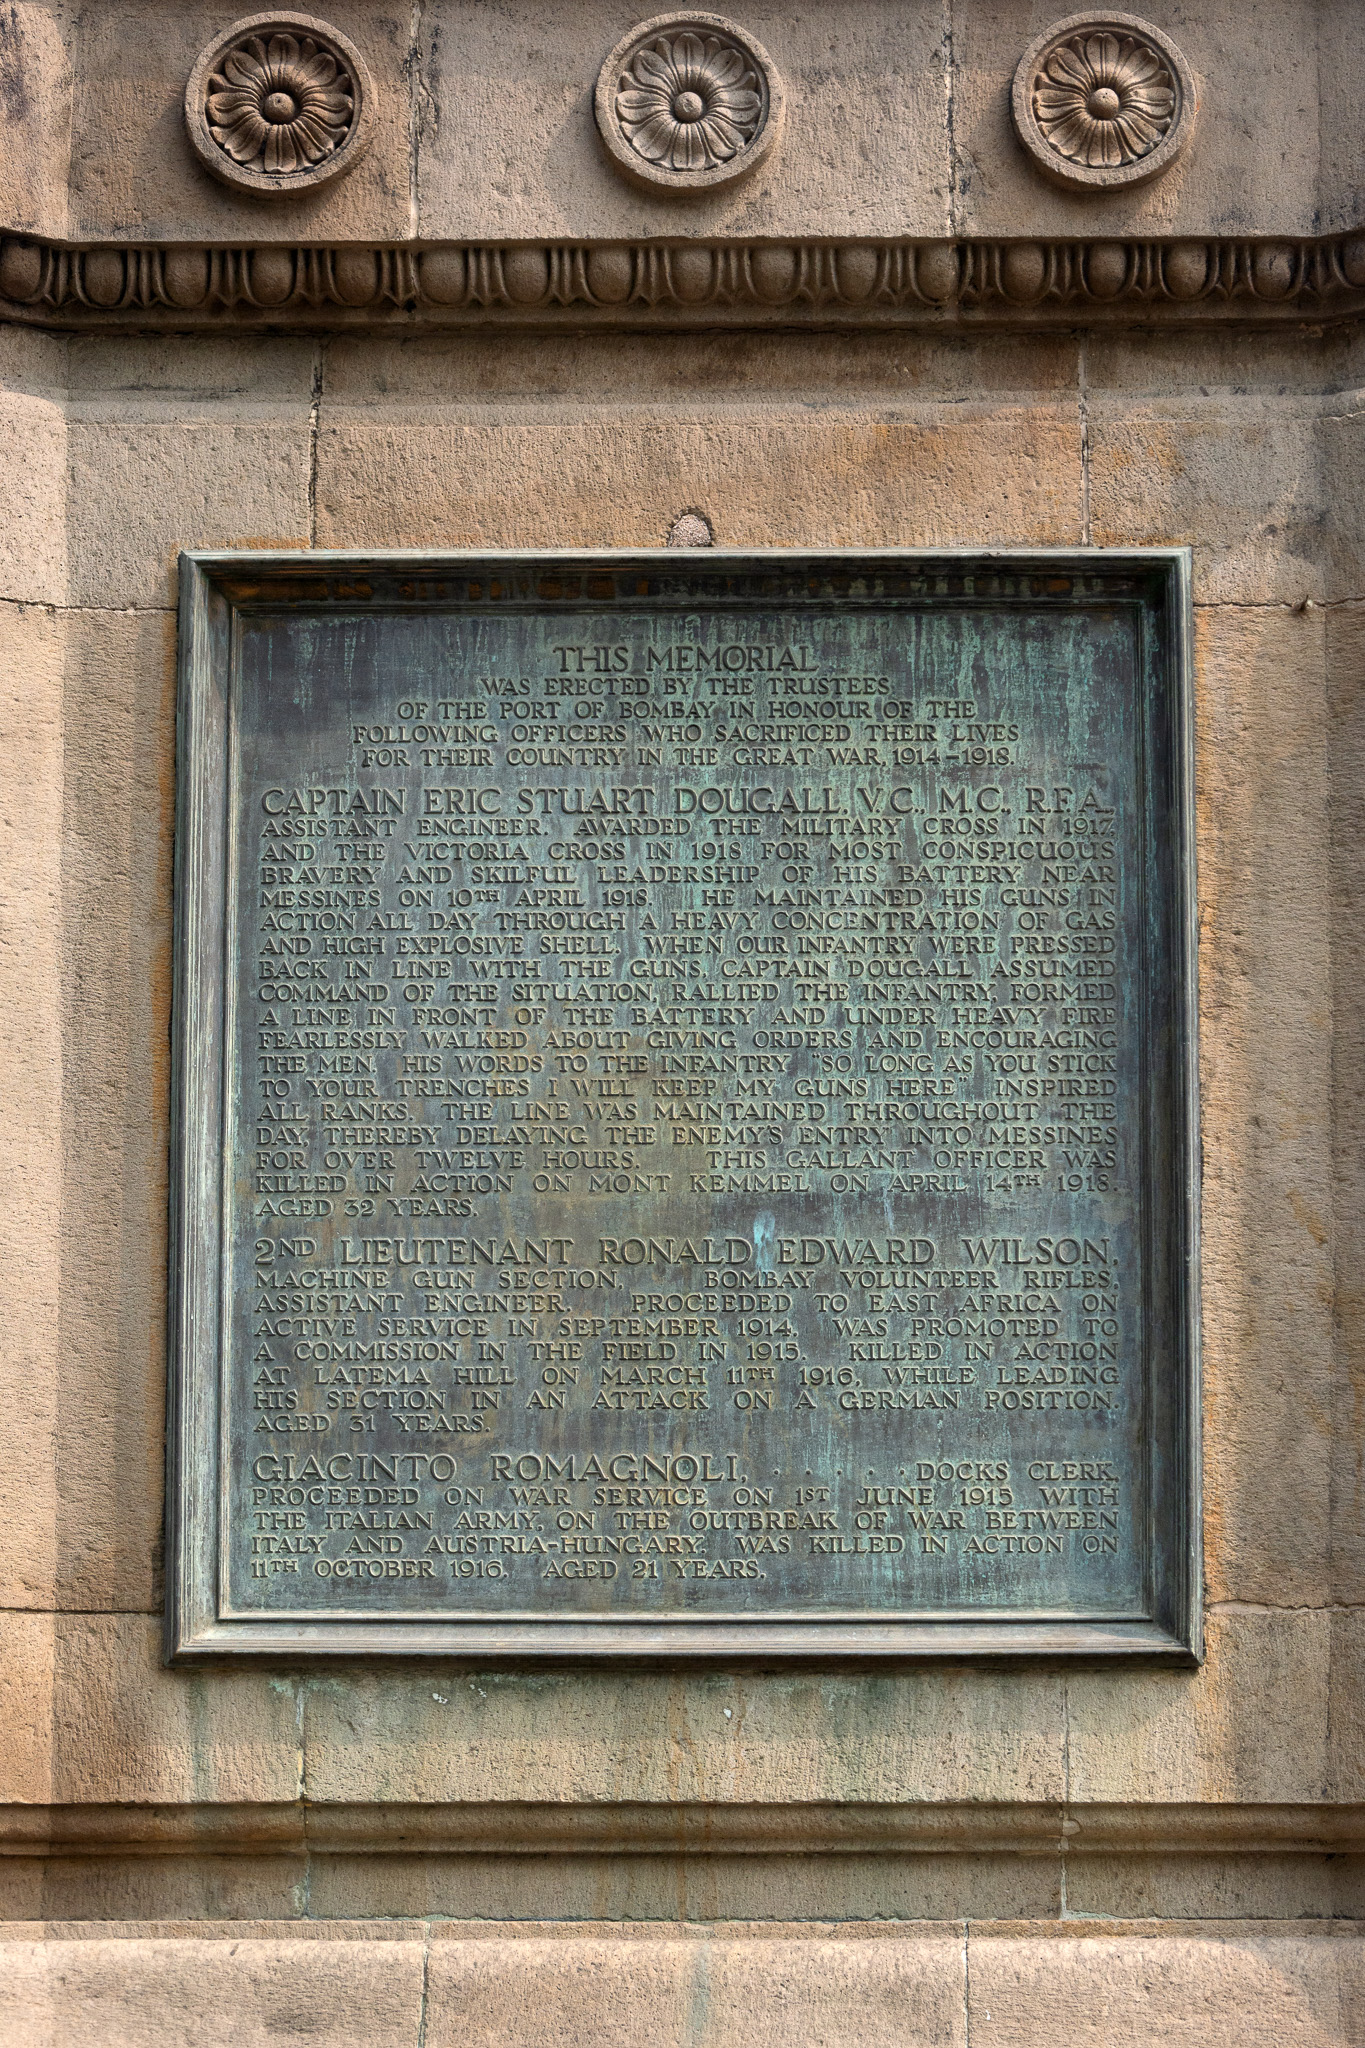 THIS MEMORIAL
WAS ERECTED BY THE TRUSTEES
OF THE PORT OF BOMBAY IN HONOUR OF THE
FOLLOWING OFFICERS WHO SACRIFICED THEIR LIVES
FOR THEIR COUNTRY IN THE GREAT WAR, 1914-1918.
CAPTAIN ERIC STUART DOUGALL, V.C., M.C., R.F.A.
ASSISTANT ENGINEER. AWARDED THE MILITARY CROSS IN 1917,
AND THE VICTORIA CROSS IN 1918 FOR MOST CONSPICUOUS
BRAVERY AND SKILFUL LEADERSHIP OF HIS BATTERY NEAR
MESSINES ON 10TH APRIL 1918. HE MAINTAINED HIS GUNS IN
ACTION ALL DAY THROUGH A HEAVY CONCENTRATION OF GAS
AND HIGH EXPLOSIVE SHELL. WHEN OUR INFANTRY WERE PRESSED
BACK IN LINE WITH THE GUNS, CAPTAIN DOUGALL ASSUMED
COMMAND OF THE SITUATION, RALLIED THE INFANTRY, FORMED
A LINE IN FRONT OF THE BATTERY AND UNDER HEAVY FIRE
FEARLESSLY WALKED ABOUT GIVING ORDERS AND ENCOURAGING
THE MEN. HIS WORDS TO THE INFANTRY "SO LONG AS YOU STICK
TO YOUR TRENCHES I WILL KEEP MY GUNS HERE" INSPIRED
ALL RANKS. THE LINE WAS MAINTAINED THROUGHOUT THE
DAY, THEREBY DELAYING THE ENEMY'S ENTRY INTO MESSINES
FOR OVER TWELVE HOURS. THIS GALLANT OFFICER WAS
KILLED IN ACTION ON MONT KEMMEL ON APRIL 14TH 1918.
AGED 32 YEARS.
2ND LIEUTENANT RONALD EDWARD WILSON,
MACHINE GUN SECTION, BOMBAY VOLUNTEER RIFLES,
ASSISTANT ENGINEER. PROCEEDED TO EAST AFRICA ON
ACTIVE SERVICE IN SEPTEMBER 1914. WAS PROMOTED TO
A COMMISSION IN THE FIELD IN 1915. KILLED IN ACTION
AT LATEMA HILL ON MARCH 11TH 1916, WHILE LEADING
HIS SECTION IN AN ATTACK ON A GERMAN POSITION.
AGED 31 YEARS.
GIACINTO ROMAGNOLI, . . . . . DOCKS CLERK,
PROCEEDED ON WAR SERVICE ON 1ST JUNE 1915 WITH
THE ITALIAN ARMY, ON THE OUTBREAK OF WAR BETWEEN
ITALY AND AUSTRIA-HUNGARY. WAS KILLED IN ACTION ON
11TH OCTOBER 1916. AGED 21 YEARS.